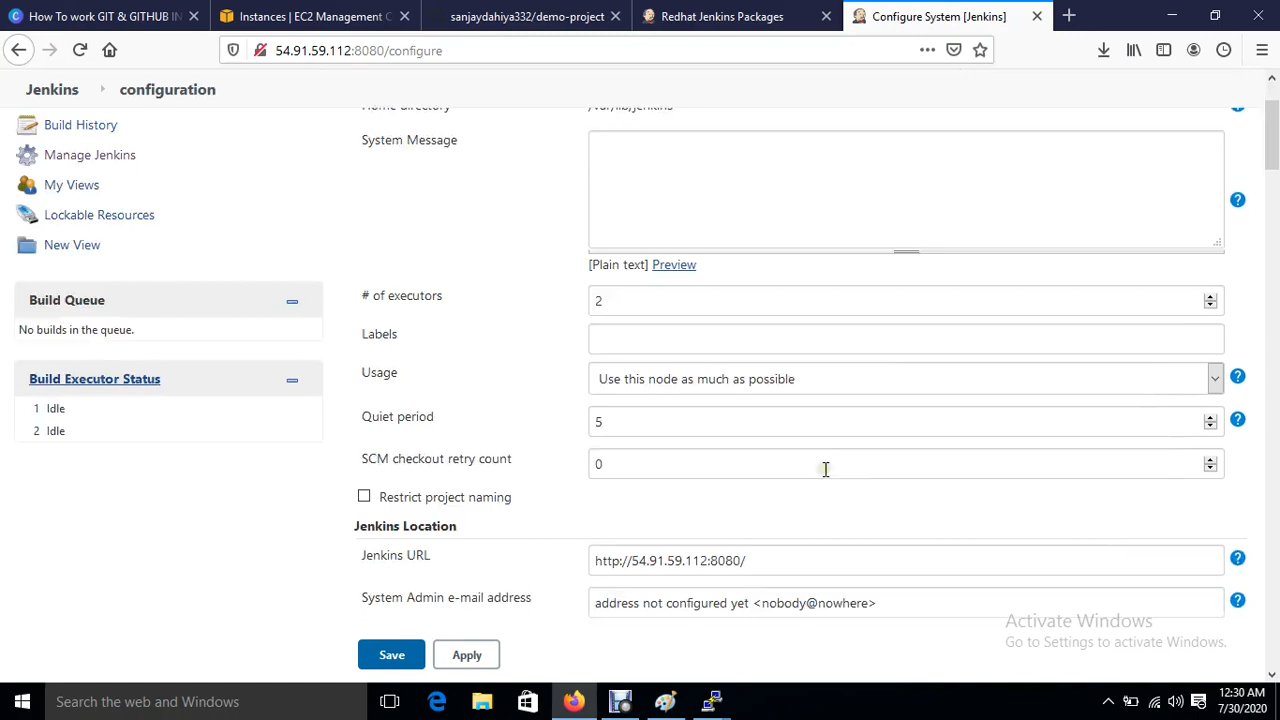 How To work GIT & GITHUB IN
Instances | EC2 Management C
sanjaydahiya332/demo-project
Redhat Jenkins Packages
Configure System [Jenkins]
54.91.59.112:8080/configure
Jenkins
configuration
Home directory
/var/lib/jenkins
Build History
System Message
Manage Jenkins
My Views
Lockable Resources
New View
[Plain text] Preview
Build Queue
# of executors
2
No builds in the queue.
Labels
Build Executor Status
Usage
Use this node as much as possible
1 Idle
Quiet period
5
2 Idle
SCM checkout retry count
0
Restrict project naming
Jenkins Location
Jenkins URL
http://54.91.59.112:8080/
System Admin e-mail address
address not configured yet <nobody@nowhere>
Activate Windows
Go to Settings to activate Windows.
Save
Apply
Search the web and Windows
12:30 AM
7/30/2020